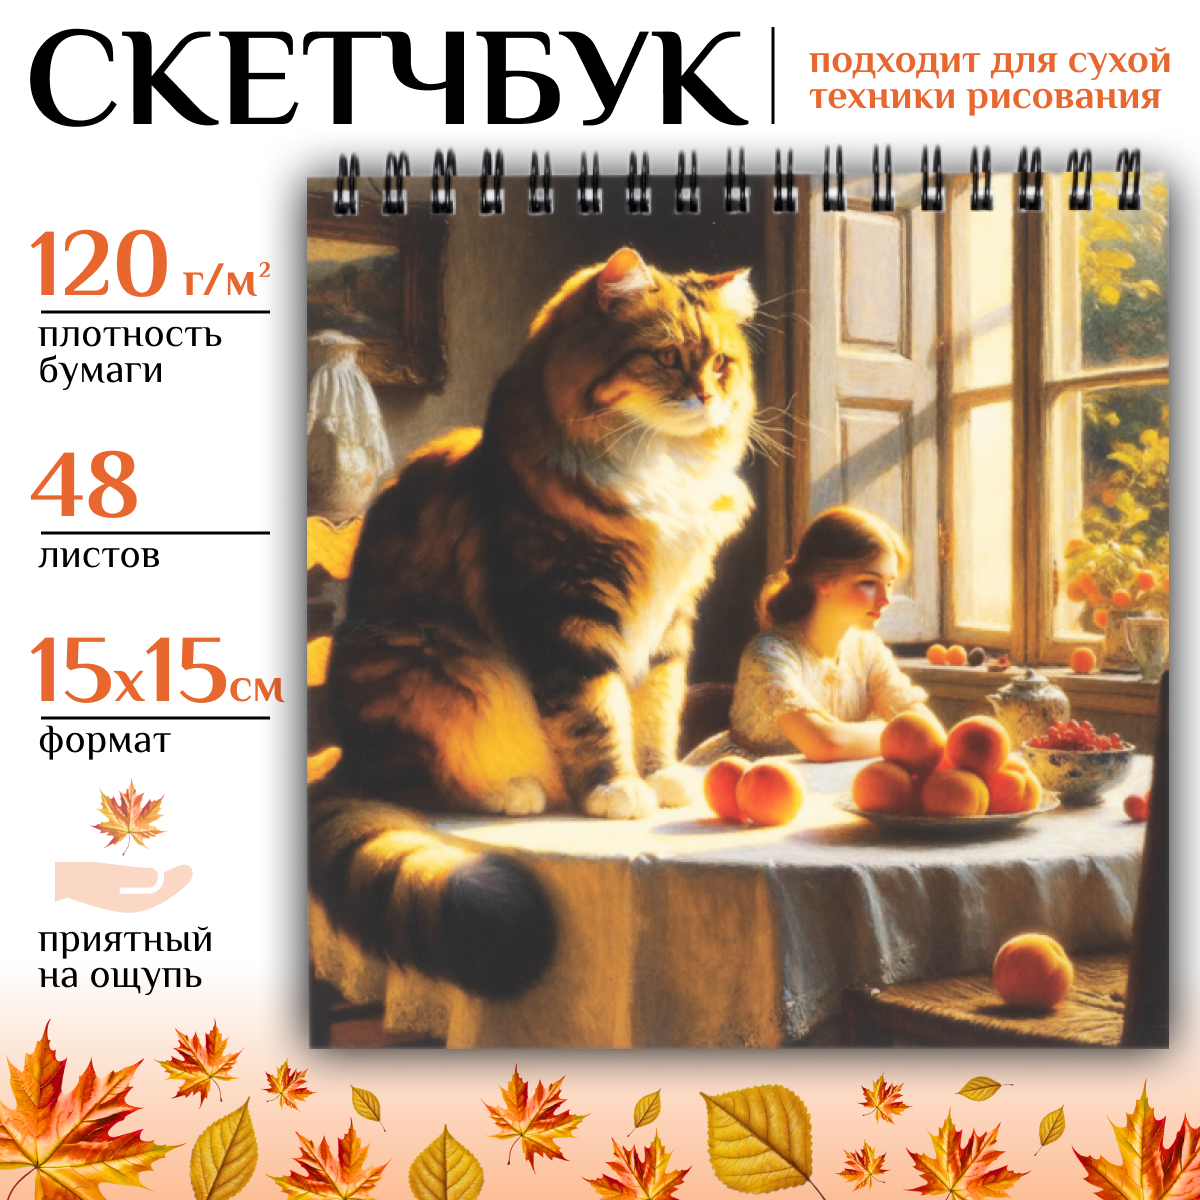 СКЕТЧБУК
подходит для сухой
техники рисования
120 г/м²
плотность
бумаги
48
листов
15х15см
формат
приятный
на ощупь